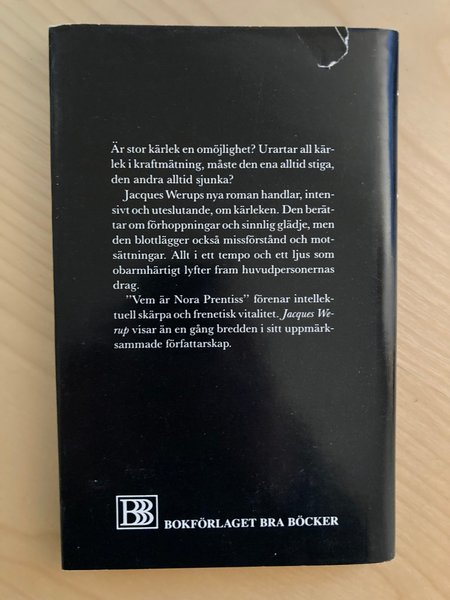 Är stor kärlek en omöjlighet? Urartar all kär-
lek i kraftmätning, måste den ena alltid stiga,
den andra alltid sjunka?
Jacques Werups nya roman handlar, inten-
sivt och uteslutande, om kärleken. Den berät-
tar om förhoppningar och sinnlig glädje, men
den blottlägger också missförstånd och mot-
sättningar. Allt i ett tempo och ett ljus som
obarmhärtigt lyfter fram huvudpersonernas
drag.
”Vem är Nora Prentiss” förenar intellek-
tuell skärpa och frenetisk vitalitet. Jacques We-
rup visar än en gång bredden i sitt uppmärk-
sammade författarskap.
BB BOKFÖRLAGET BRA BÖCKER